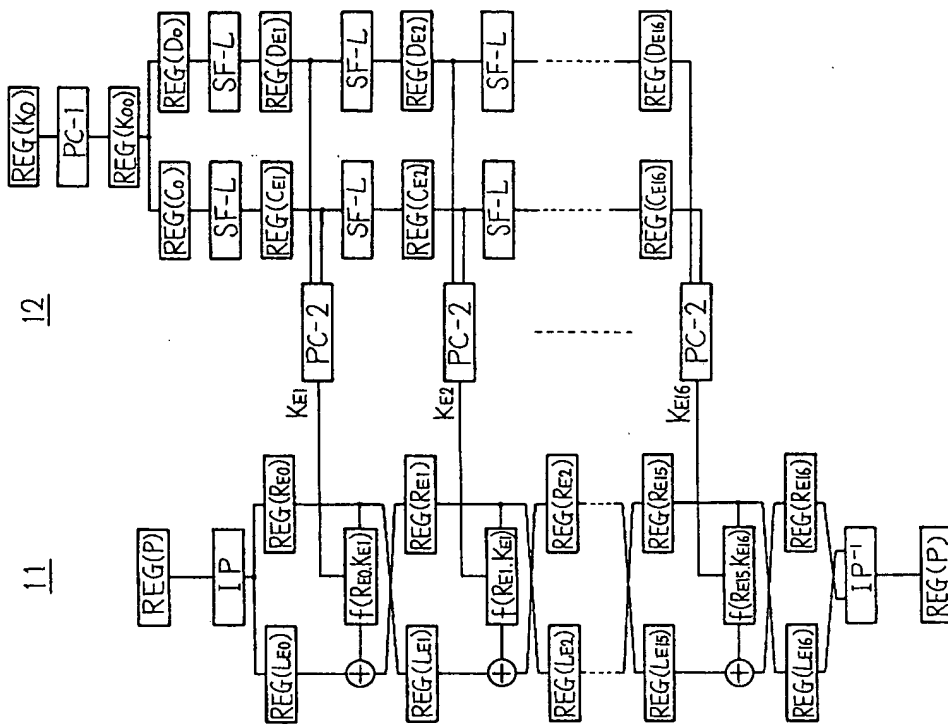 11
REG(P)
IP
REG(LE0)
REG(RE0)
f(RE0.KE1)
KE1
REG(LE1)
REG(RE1)
f(RE1.KE1)
KE2
REG(LE2)
REG(RE2)
REG(LE15)
REG(RE15)
f(RE15.KE16)
KE16
REG(LE16)
REG(RE16)
IP⁻¹
REG(P)
12
REG(KO)
PC-1
REG(KOO)
REG(C0)
REG(D0)
SF-L
SF-L
REG(CE1)
REG(DE1)
PC-2
SF-L
SF-L
REG(CE2)
REG(DE2)
PC-2
SF-L
SF-L
REG(CE16)
REG(DE16)
PC-2